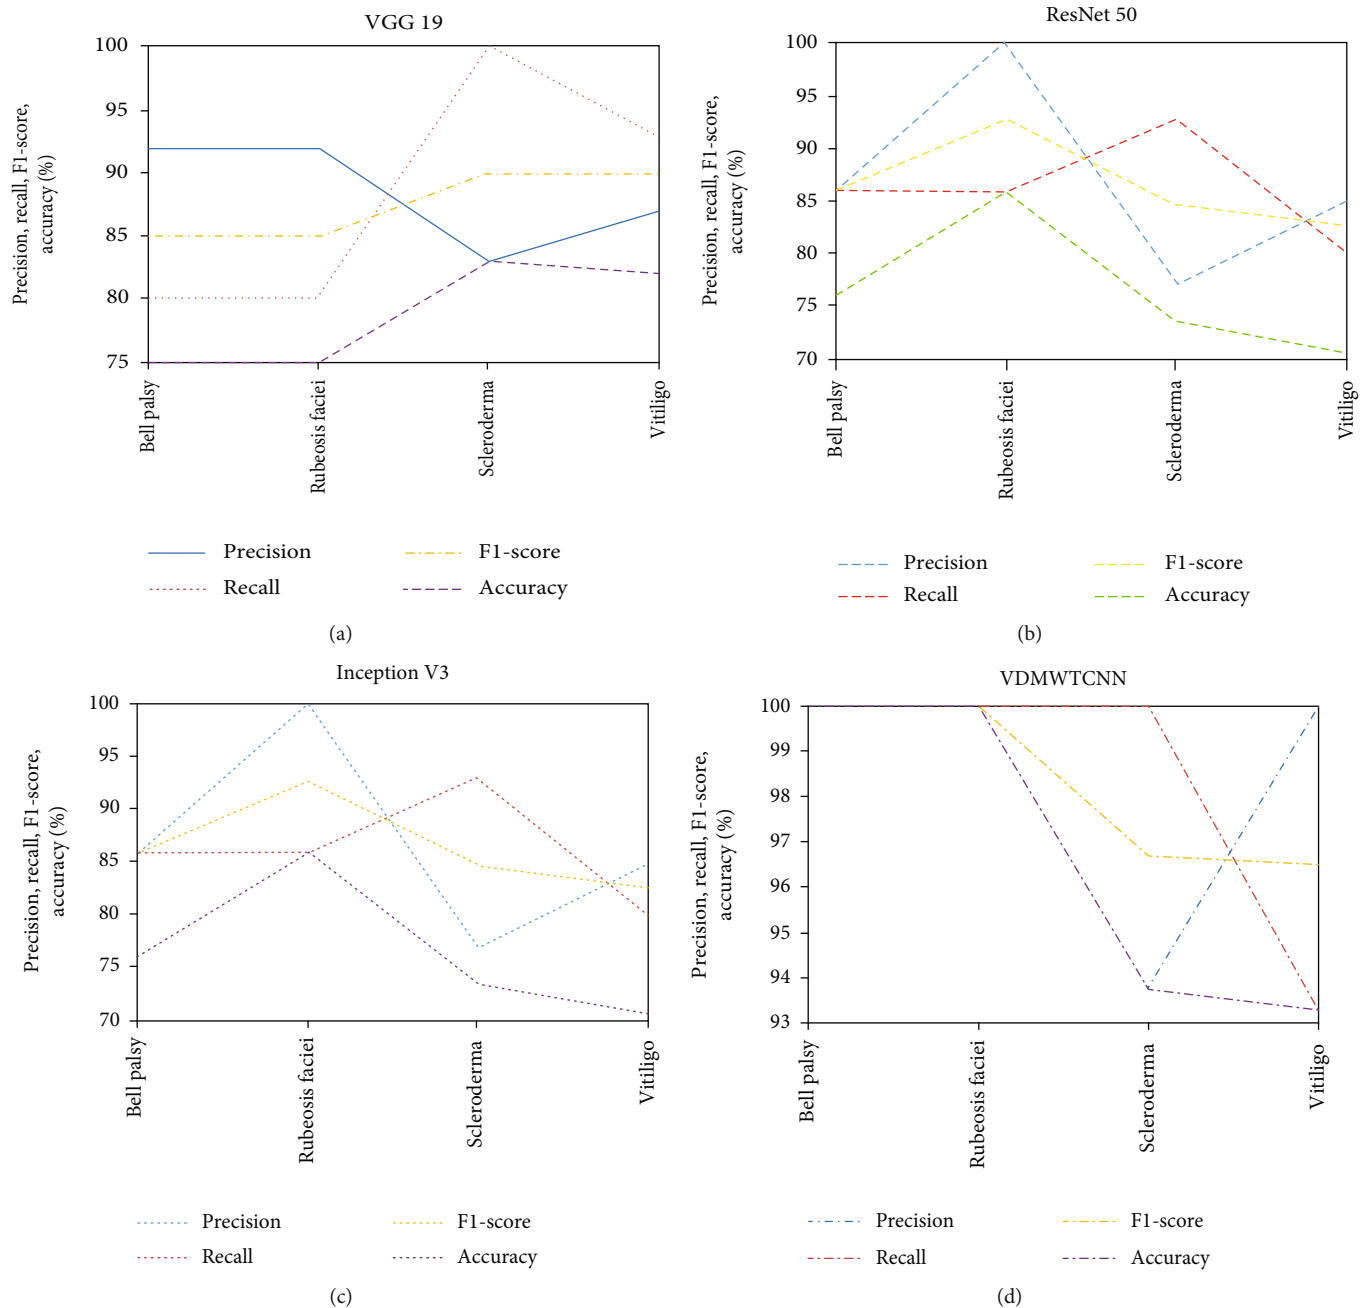 VGG 19
100
95
90
85
80
75
Precision, recall, F1-score,
accuracy (%)
Bell palsy
Rubeosis faciei
Scleroderma
Vitiligo
Precision
F1-score
Recall
Accuracy
(a)
ResNet 50
100
95
90
85
80
75
70
Precision, recall, F1-score,
accuracy (%)
Bell palsy
Rubeosis faciei
Scleroderma
Vitiligo
Precision
F1-score
Recall
Accuracy
(b)
Inception V3
100
95
90
85
80
75
70
Precision, recall, F1-score,
accuracy (%)
Bell palsy
Rubeosis faciei
Scleroderma
Vitiligo
Precision
F1-score
Recall
Accuracy
(c)
VDMWTCNN
100
99
98
97
96
95
94
93
Precision, recall, F1-score,
accuracy (%)
Bell palsy
Rubeosis faciei
Scleroderma
Vitiligo
Precision
F1-score
Recall
Accuracy
(d)